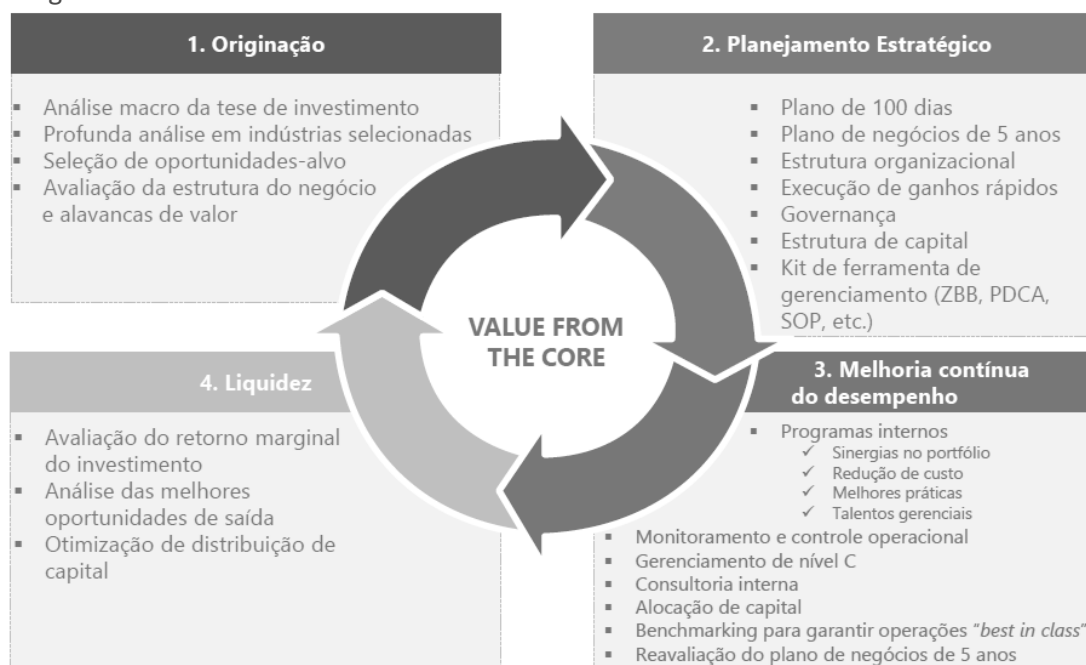 1. Originação
▪ Análise macro da tese de investimento
▪ Profunda análise em indústrias selecionadas
▪ Seleção de oportunidades-alvo
▪ Avaliação da estrutura do negócio
e alavancas de valor
2. Planejamento Estratégico
▪ Plano de 100 dias
▪ Plano de negócios de 5 anos
▪ Estrutura organizacional
▪ Execução de ganhos rápidos
▪ Governança
▪ Estrutura de capital
▪ Kit de ferramenta de
gerenciamento (ZBB, PDCA,
SOP, etc.)
VALUE FROM
THE CORE
3. Melhoria contínua
do desempenho
▪ Programas internos
✓ Sinergias no portfólio
✓ Redução de custo
✓ Melhores práticas
✓ Talentos gerenciais
▪ Monitoramento e controle operacional
▪ Gerenciamento de nível C
▪ Consultoria interna
▪ Alocação de capital
▪ Benchmarking para garantir operações “best in class”
▪ Reavaliação do plano de negócios de 5 anos
4. Liquidez
▪ Avaliação do retorno marginal
do investimento
▪ Análise das melhores
oportunidades de saída
▪ Otimização de distribuição de
capital